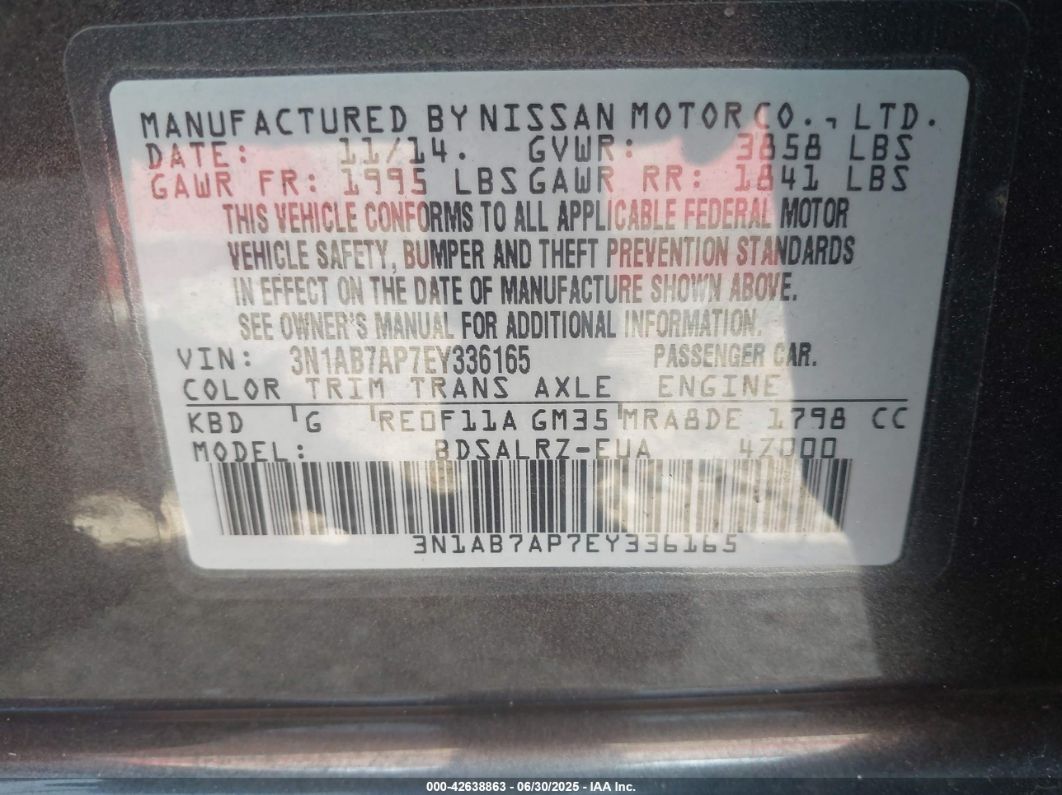 MANUFACTURED BY NISSAN MOTOR CO., LTD.
DATE: 11/14. GVWR: 3858 LBS
GAWR FR: 1995 LBS GAWR RR: 1841 LBS
THIS VEHICLE CONFORMS TO ALL APPLICABLE FEDERAL MOTOR
VEHICLE SAFETY, BUMPER AND THEFT PREVENTION STANDARDS
IN EFFECT ON THE DATE OF MANUFACTURE SHOWN ABOVE.
SEE OWNER'S MANUAL FOR ADDITIONAL INFORMATION.
VIN: 3N1AB7AP7EY336165 PASSENGER CAR.
COLOR TRIM TRANS AXLE ENGINE
KBD G RE0F11A GM35 MRA8DE 1798 CC
MODEL: BDSALRZ-EUA 4Z000
3N1AB7AP7EY336165
000-42638863 - 06/30/2025 - IAA Inc.